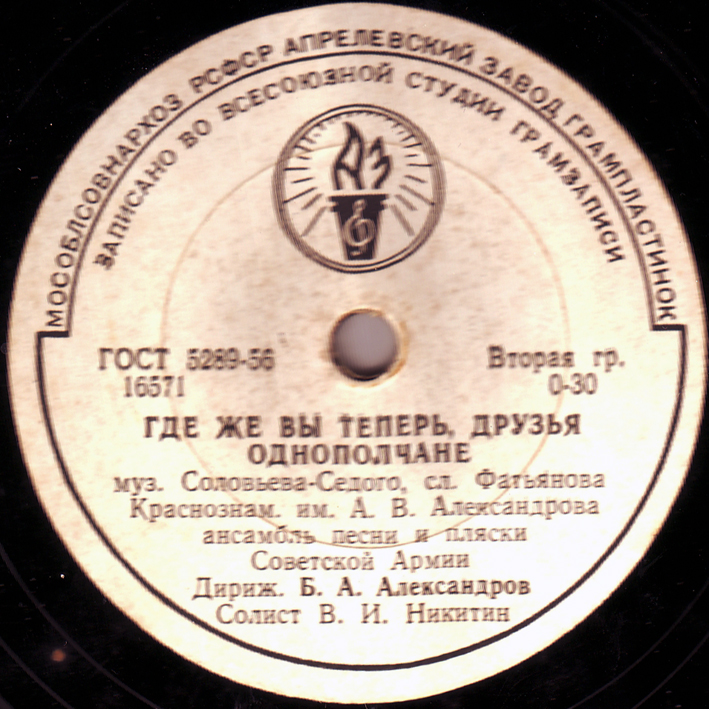 МОСОБЛСОВНАРХОЗ РСФСР АПРЕЛЕВСКИЙ ЗАВОД ГРАМПЛАСТИНОК
ЗАПИСАНО ВО ВСЕСОЮЗНОЙ СТУДИИ ГРАМЗАПИСИ
АЗ
ГОСТ 5289-56 Вторая гр.
16571 0-30
ГДЕ ЖЕ ВЫ ТЕПЕРЬ, ДРУЗЬЯ
ОДНОПОЛЧАНЕ
муз. Соловьева-Седого, сл. Фатьянова
Краснознам. им. А. В. Александрова
ансамбль песни и пляски
Советской Армии
Дириж. Б. А. Александров
Солист В. И. Никитин